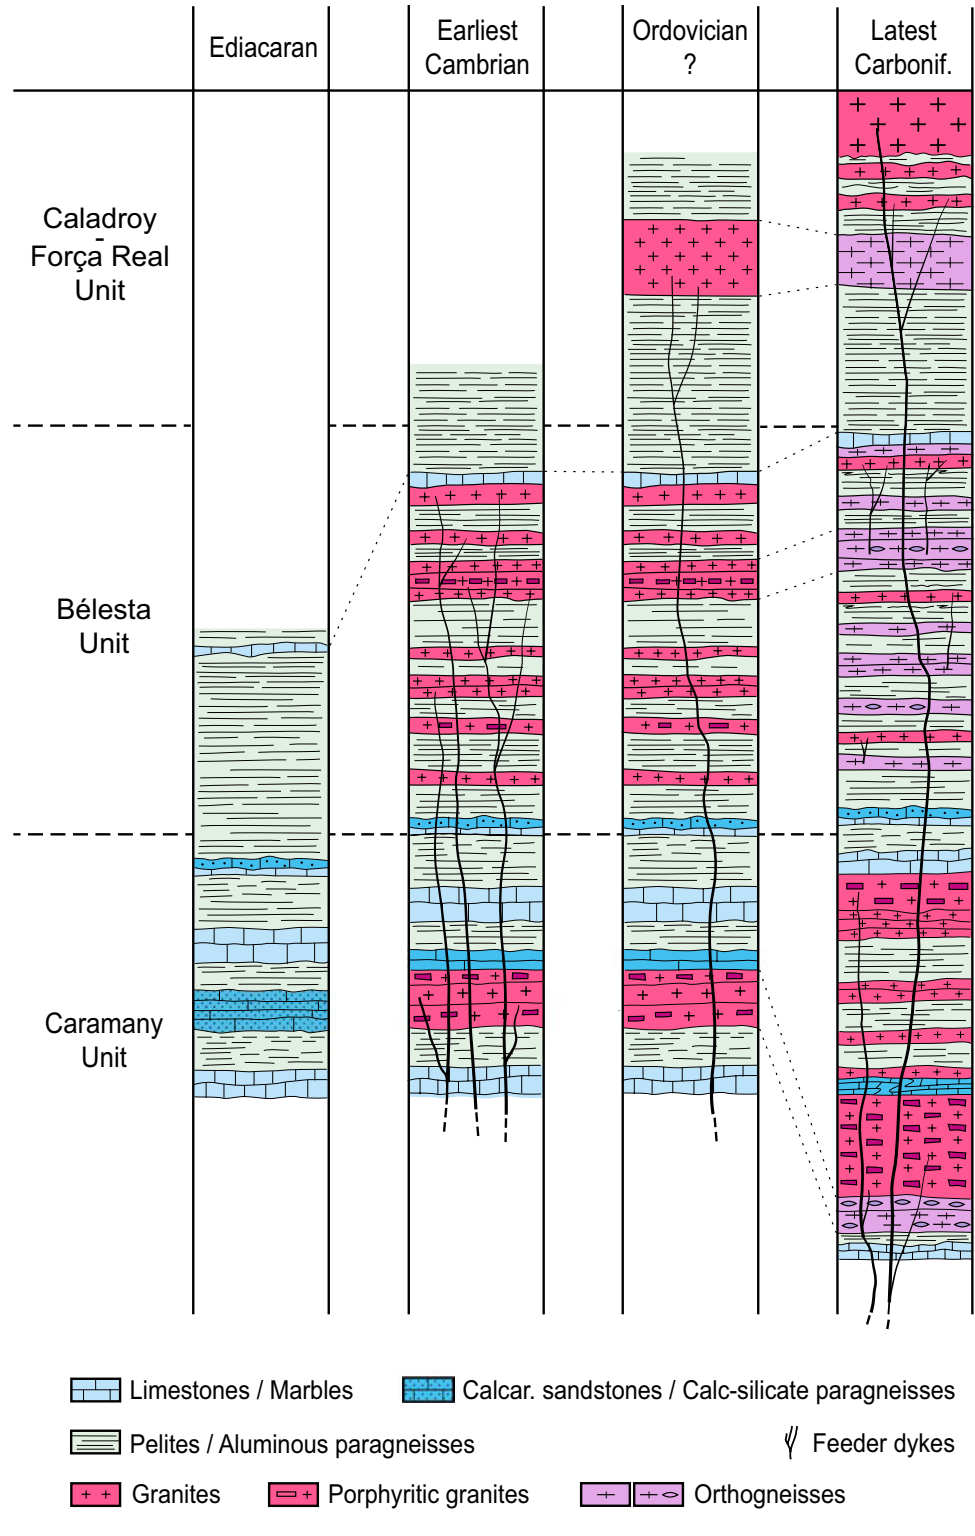 Ediacaran
Earliest
Cambrian
Ordovician
?
Latest
Carbonif.
Caladroy
-
Força Real
Unit
Bélesta
Unit
Caramany
Unit
Limestones / Marbles
Calcar. sandstones / Calc-silicate paragneisses
Pelites / Aluminous paragneisses
Feeder dykes
Granites
Porphyritic granites
Orthogneisses